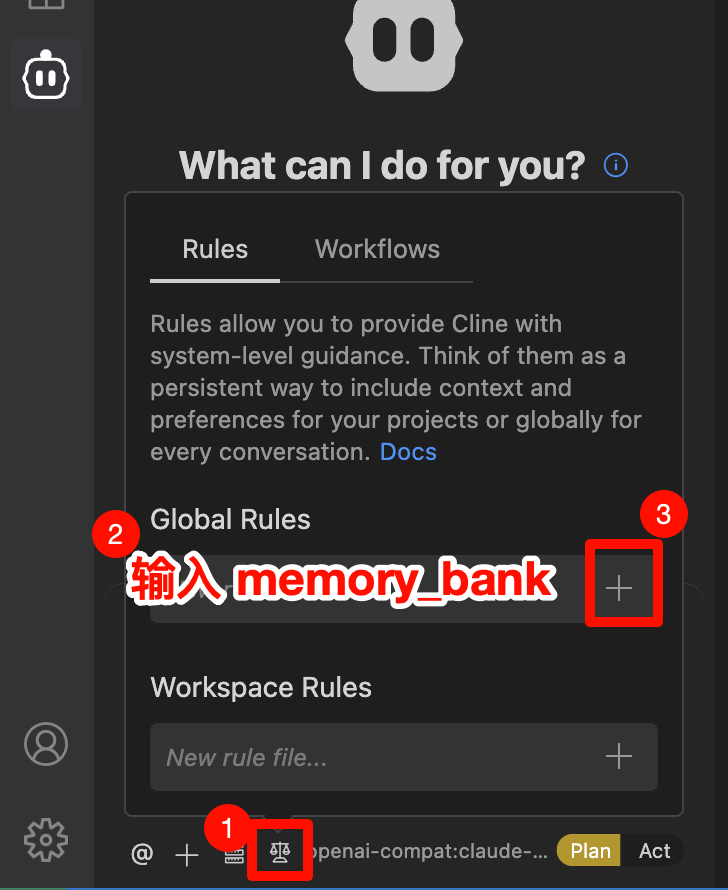 What can I do for you?
Rules
Workflows
Rules allow you to provide Cline with
system-level guidance. Think of them as a
persistent way to include context and
preferences for your projects or globally for
every conversation. Docs
2
Global Rules
3
输入 memory_bank
Workspace Rules
New rule file...
1
@
openai-compat:claude-...
Plan
Act